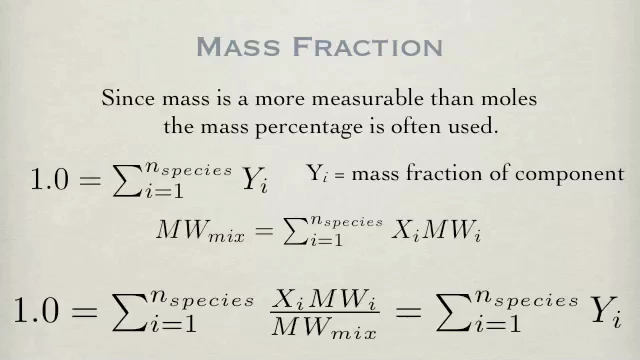 MASS FRACTION
Since mass is a more measurable than moles
the mass percentage is often used.
1.0 = ∑_{i=1}^{n_{species}} Y_i    Y_i = mass fraction of component
MW_{mix} = ∑_{i=1}^{n_{species}} X_i MW_i
1.0 = ∑_{i=1}^{n_{species}} \frac{X_i MW_i}{MW_{mix}} = ∑_{i=1}^{n_{species}} Y_i